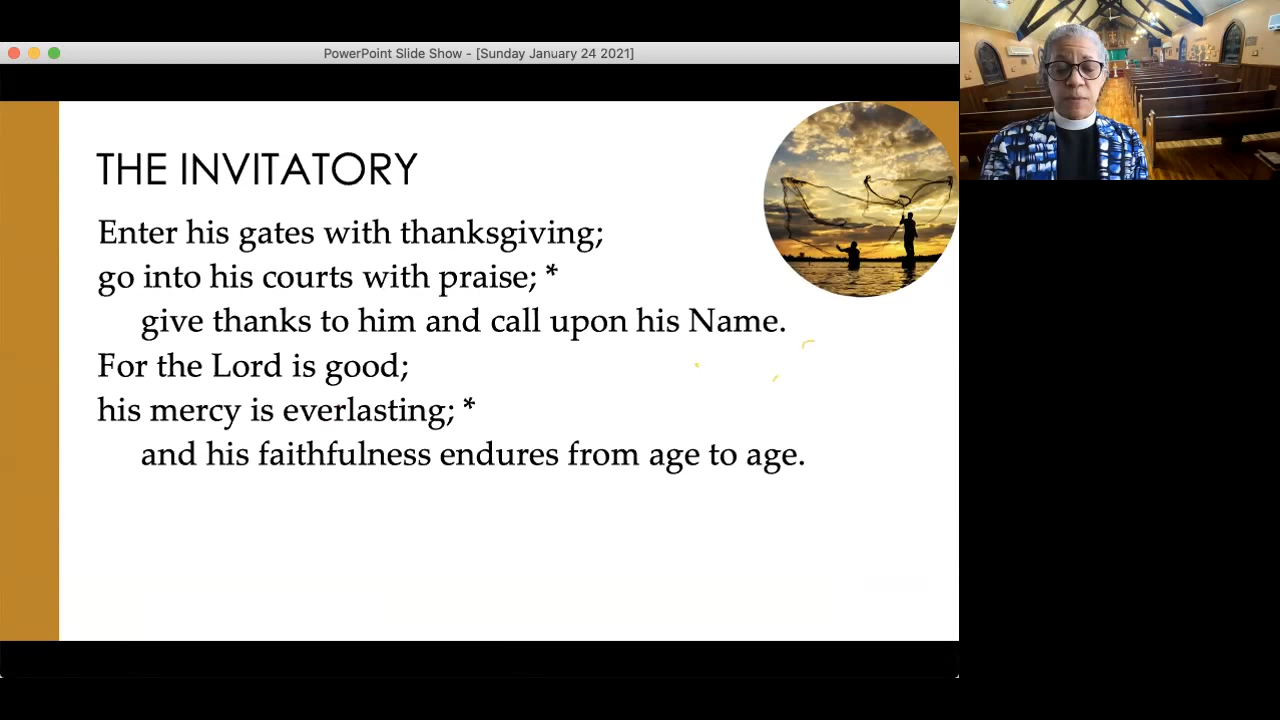 PowerPoint Slide Show - [Sunday January 24 2021]
THE INVITATORY
Enter his gates with thanksgiving;
go into his courts with praise; *
give thanks to him and call upon his Name.
For the Lord is good;
his mercy is everlasting; *
and his faithfulness endures from age to age.